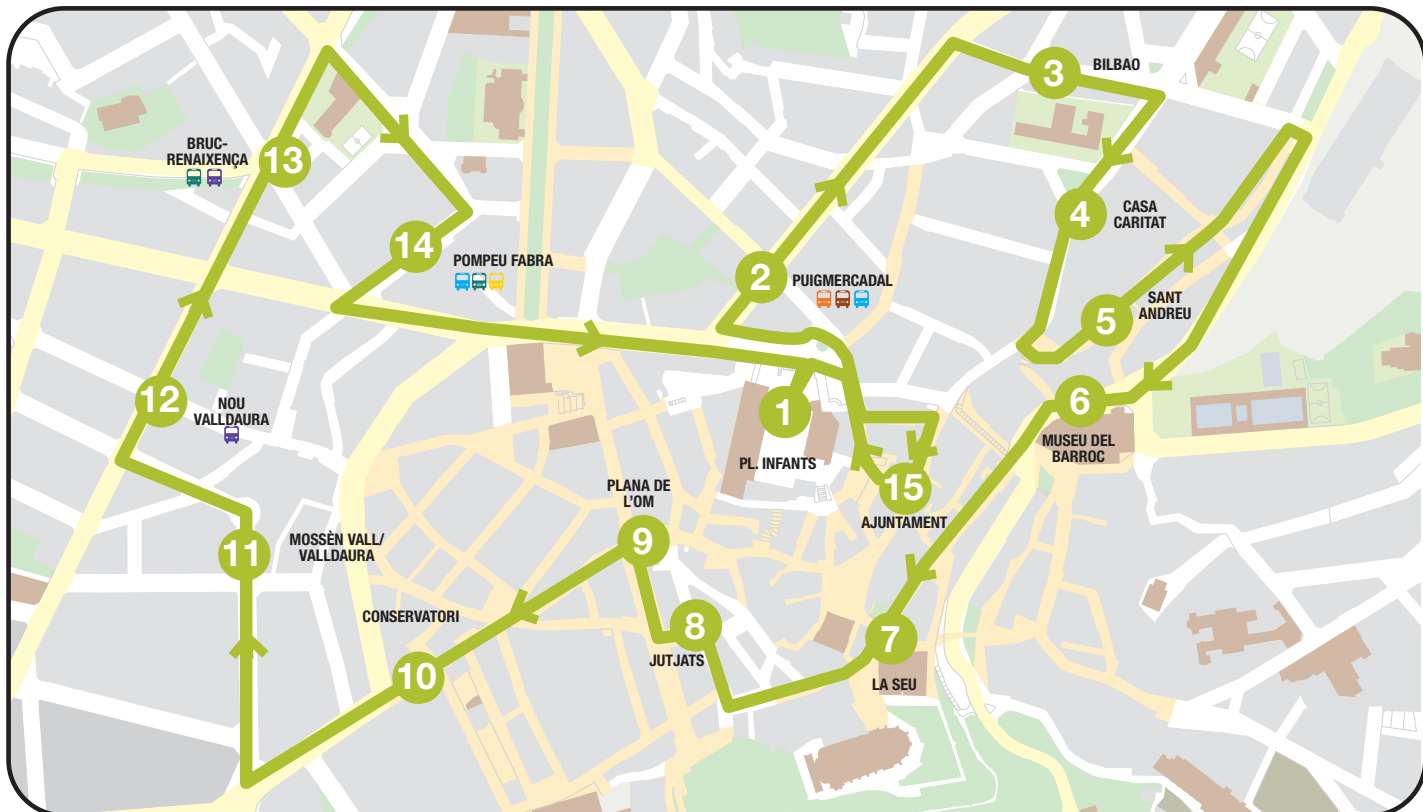 3
BILBAO
BRUC-
RENAIXENÇA
13
4
CASA
CARITAT
14
POMPEU FABRA
2
PUIGMERCADAL
5
SANT
ANDREU
12
NOU
VALLDAURA
1
PL. INFANTS
6
MUSEU DEL
BARROC
PLANA DE
L'OM
9
15
AJUNTAMENT
11
MOSSÈN VALL/
VALLDAURA
CONSERVATORI
10
8
JUTJATS
7
LA SEU